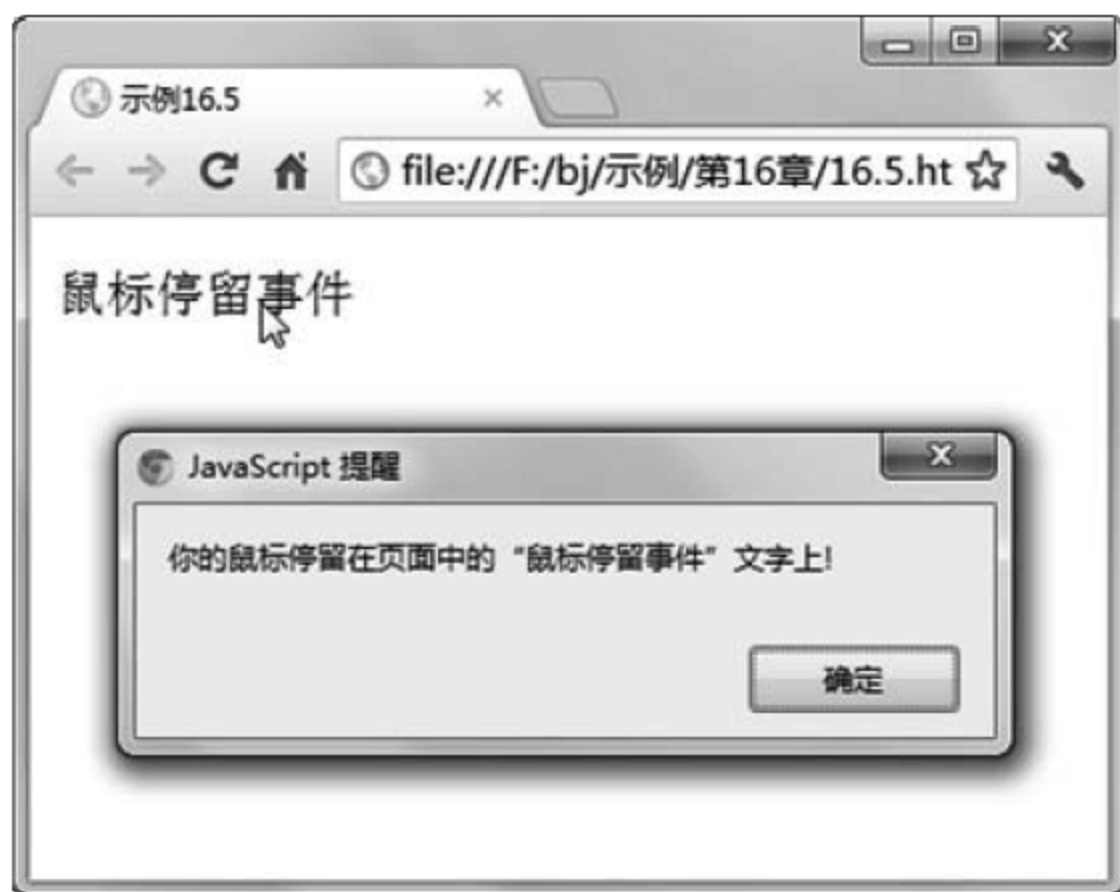 示例16.5
file:///F:/bj/示例/第16章/16.5.ht
鼠标停留事件
JavaScript 提醒
你的鼠标停留在页面中的“鼠标停留事件”文字上!
确定